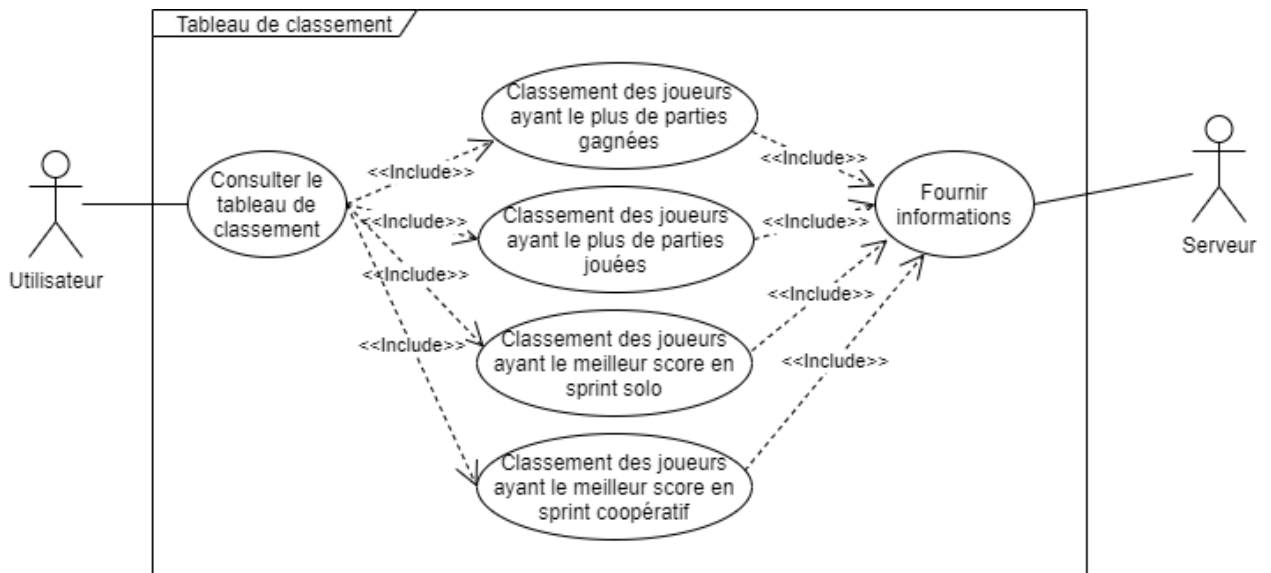 Tableau de classement
Utilisateur
Consulter le
tableau de
classement
<<Include>>
<<Include>>
<<Include>>
<<Include>>
Classement des joueurs
ayant le plus de parties
gagnées
Classement des joueurs
ayant le plus de parties
jouées
Classement des joueurs
ayant le meilleur score en
sprint solo
Classement des joueurs
ayant le meilleur score en
sprint coopératif
<<Include>>
<<Include>>
<<Include>>
<<Include>>
Fournir
informations
Serveur